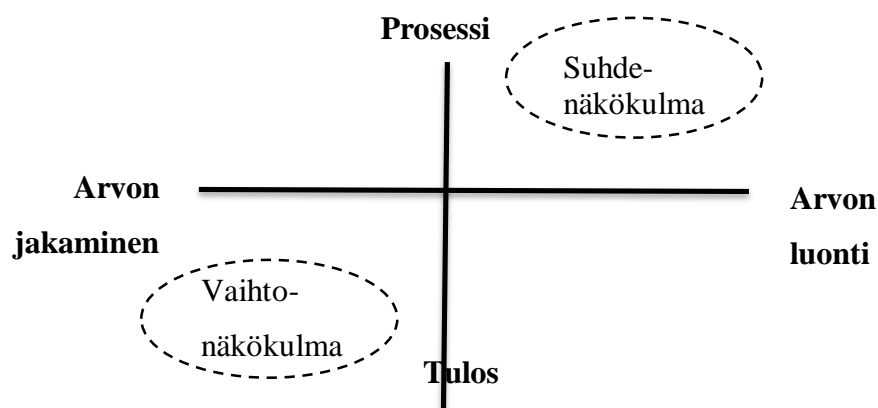 Prosessi
Suhde-
näkökulma
Arvon
jakaminen
Arvon
luonti
Vaihto-
näkökulma
Tulos